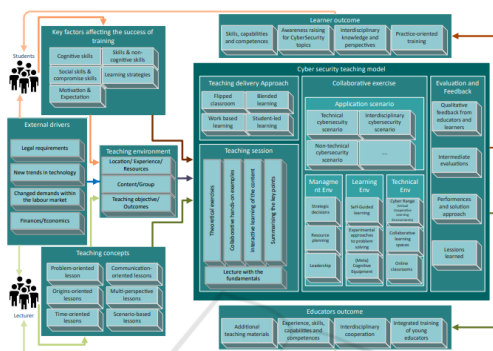 Key factors affecting the success of
training
Cognitive skills
Skills & non-
cognitive skills
Social skills &
compromise skills
Learning strategies
Motivation &
Expectation
Students
External drivers
Legal requirements
New trends in technology
Changed demands within
the labour market
Finances/Economics
Teaching environment
Location/ Experience/
Resources
Content/Group
Teaching objective/
Outcomes
Teaching concepts
Problem-oriented
lesson
Communication-
oriented lessons
Origins-oriented
lessons
Multi-perspective
lessons
Time-oriented
lessons
Scenario-based
lessons
Lecturer
Learner outcome
Skills, capabilities
and competences
Awareness raising
for CyberSecurity
topics
Interdisciplinary
knowledge and
perspectives
Practice-oriented
training
Cyber security teaching model
Teaching delivery Approach
Flipped
classroom
Blended
learning
Work based
learning
Student-led
learning
Teaching session
Theoretical exercises
Collaborative hands-on examples
Interactive learning of the content
Summarising the key points
Lecture with the
fundamentals
Collaborative exercise
Application scenario
Technical
cybersecuity
scenario
Interdisciplinary
cybersecurity
scenario
Non-technical
cybersecurity
scenario
...
Managme
nt Env
Strategic
decisions
Resource
planning
Leadership
Learning
Env
Self-Guided
learning
Experimental
approaches
to problem
solving
(Meta)
Cognitive
Equipment
Technical
Env
Cyber Range
Collaborative
learning
spaces
Online
classrooms
Evaluation and
Feedback
Qualitative
feedback from
educators and
learners
Intermediate
evaluations
Performances and
solution approach
Lessons
learned
Educators outcome
Additional
teaching materials
Experience, skills,
capabilities and
competences
Interdisciplinary
cooperation
Integrated training of
young educators